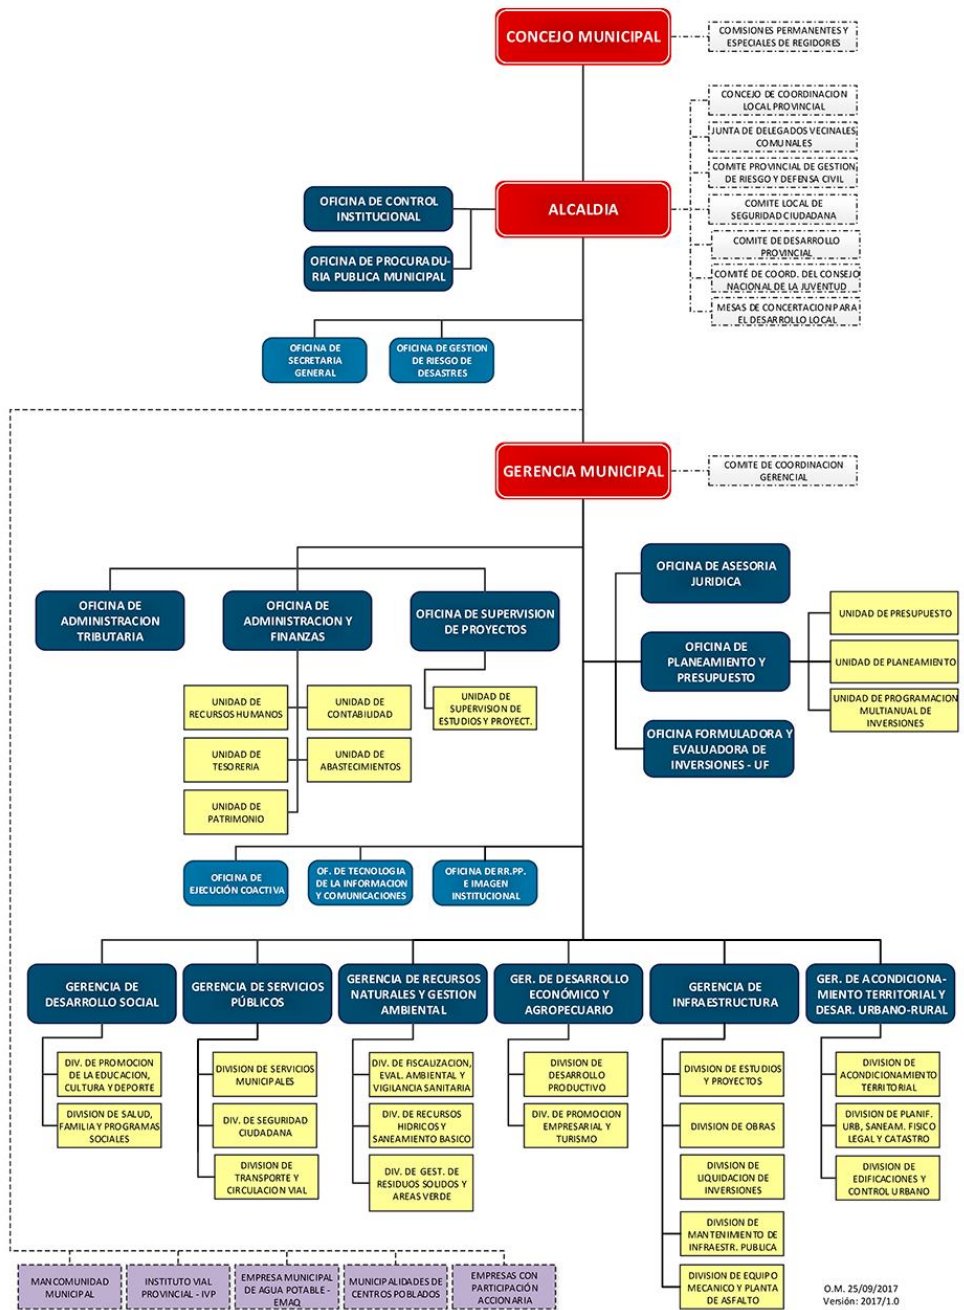 CONCEJO MUNICIPAL
COMISIONES PERMANENTES Y
ESPECIALES DE REGIDORES
CONCEJO DE COORDINACION
LOCAL PROVINCIAL
JUNTA DE DELEGADOS VECINALES
COMUNALES
COMITE PROVINCIAL DE GESTION
DE RIESGO Y DEFENSA CIVIL
OFICINA DE CONTROL
INSTITUCIONAL
ALCALDIA
COMITE LOCAL DE
SEGURIDAD CIUDADANA
OFICINA DE PROCURADU-
RIA PUBLICA MUNICIPAL
COMITE DE DESARROLLO
PROVINCIAL
COMITÉ DE COORD. DEL CONSEJO
NACIONAL DE LA JUVENTUD
MESAS DE CONCERTACION PARA
EL DESARROLLO LOCAL
OFICINA DE
SECRETARIA
GENERAL
OFICINA DE GESTION
DE RIESGO DE
DESASTRES
GERENCIA MUNICIPAL
COMITE DE COORDINACION
GERENCIAL
OFICINA DE
ADMINISTRACION
TRIBUTARIA
OFICINA DE
ADMINISTRACION Y
FINANZAS
OFICINA DE SUPERVISION
DE PROYECTOS
OFICINA DE ASESORIA
JURIDICA
OFICINA DE
PLANEAMIENTO Y
PRESUPUESTO
OFICINA FORMULADORA Y
EVALUADORA DE
INVERSIONES - UF
UNIDAD DE PRESUPUESTO
UNIDAD DE PLANEAMIENTO
UNIDAD DE PROGRAMACION
MULTIANUAL DE
INVERSIONES
UNIDAD DE
RECURSOS HUMANOS
UNIDAD DE
CONTABILIDAD
UNIDAD DE
SUPERVISION DE
ESTUDIOS Y PROYECT.
UNIDAD DE
TESORERIA
UNIDAD DE
ABASTECIMIENTOS
UNIDAD DE
PATRIMONIO
OFICINA DE
EJECUCIÓN COACTIVA
OF. DE TECNOLOGIA
DE LA INFORMACION
Y COMUNICACIONES
OFICINA DE RR.PP.
E IMAGEN
INSTITUCIONAL
GERENCIA DE
DESARROLLO SOCIAL
GERENCIA DE SERVICIOS
PÚBLICOS
GERENCIA DE RECURSOS
NATURALES Y GESTION
AMBIENTAL
GER. DE DESARROLLO
ECONÓMICO Y
AGROPECUARIO
GERENCIA DE
INFRAESTRUCTURA
GER. DE ACONDICIONA-
MIENTO TERRITORIAL Y
DESAR. URBANO-RURAL
DIV. DE PROMOCION
DE LA EDUCACION,
CULTURA Y DEPORTE
DIVISION DE SALUD,
FAMILIA Y PROGRAMAS
SOCIALES
DIVISION DE SERVICIOS
MUNICIPALES
DIV. DE SEGURIDAD
CIUDADANA
DIVISION DE
TRANSPORTE Y
CIRCULACION VIAL
DIV. DE FISCALIZACION,
EVAL. AMBIENTAL Y
VIGILANCIA SANITARIA
DIV. DE RECURSOS
HIDRICOS Y
SANEAMIENTO BASICO
DIV. DE GEST. DE
RESIDUOS SOLIDOS Y
AREAS VERDE
DIVISION DE
DESARROLLO
PRODUCTIVO
DIV. DE PROMOCION
EMPRESARIAL Y
TURISMO
DIVISION DE ESTUDIOS
Y PROYECTOS
DIVISION DE OBRAS
DIVISION DE
LIQUIDACION DE
INVERSIONES
DIVISION DE
MANTENIMIENTO DE
INFRAESTR. PUBLICA
DIVISION DE EQUIPO
MECANICO Y PLANTA
DE ASFALTO
DIVISION DE
ACONDICIONAMIENTO
TERRITORIAL
DIVISION DE PLANIF.
URB, SANEAM. FISICO
LEGAL Y CATASTRO
DIVISION DE
EDIFICACIONES Y
CONTROL URBANO
MANCOMUNIDAD
MUNICIPAL
INSTITUTO VIAL
PROVINCIAL - IVP
EMPRESA MUNICIPAL
DE AGUA POTABLE -
EMAQ
MUNICIPALIDADES DE
CENTROS POBLADOS
EMPRESAS CON
PARTICIPACIÓN
ACCIONARIA
O.M. 25/09/2017
Versión: 2017/1.0